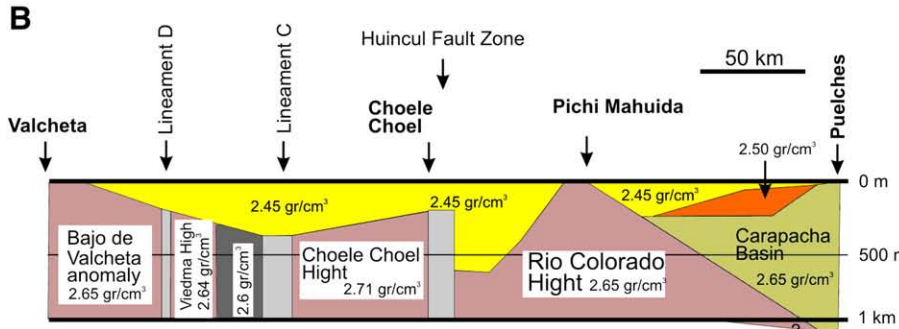 B
Huincul Fault Zone
50 km
Lineament D
Lineament C
Valcheta
Choele
Choel
Pichi Mahuida
Puelches
2.50 gr/cm³
0 m
2.45 gr/cm³
2.45 gr/cm³
2.45 gr/cm³
Bajo de
Valcheta
anomaly
2.65 gr/cm³
Viedma High
2.64 gr/cm³
2.6 gr/cm³
Choele Choel
Hight
2.71 gr/cm³
Rio Colorado
Hight 2.65 gr/cm³
Carapacha
Basin
2.65 gr/cm³
500 m
1 km